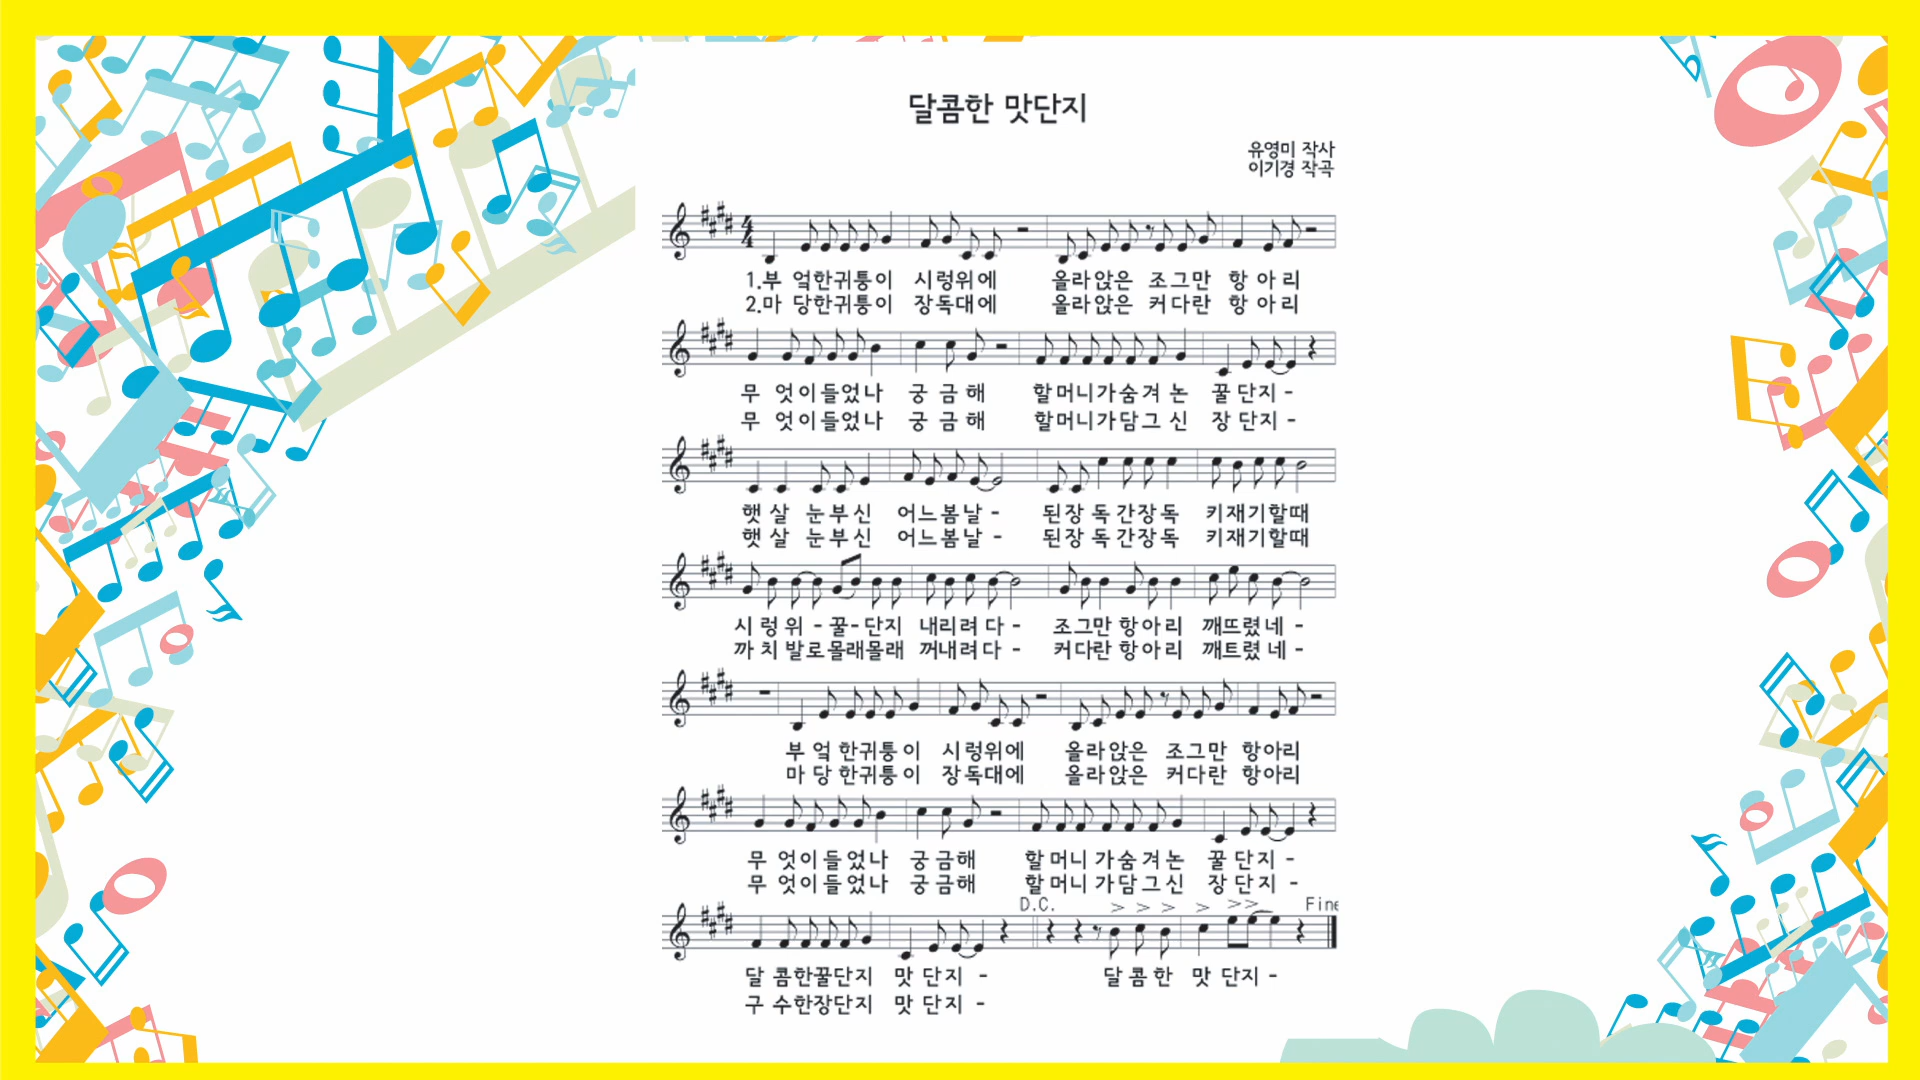 달콤한 맛단지
유영미 작사
이기경 작곡
1.부 엌한귀퉁이 시렁위에 올라앉은 조그만 항아리
2.마 당한귀퉁이 장독대에 올라앉은 커다란 항아리
무 엇이들었나 궁금해 할머니가숨겨논 꿀단지-
무 엇이들었나 궁금해 할머니가담그신 장단지-
햇살 눈부신 어느봄날- 된장독간장독 키재기할때
햇살 눈부신 어느봄날- 된장독간장독 키재기할때
시렁위-꿀-단지 내리려다- 조그만항아리 깨뜨렸네-
까치발로몰래몰래 꺼내려다- 커다란항아리 깨트렸네-
부엌한귀퉁이 시렁위에 올라앉은 조그만 항아리
마당한귀퉁이 장독대에 올라앉은 커다란 항아리
무 엇이들었나 궁금해 할머니가숨겨논 꿀단지-
무 엇이들었나 궁금해 할머니가담그신 장단지-
D.C. Fine
달 콤한꿀단지 맛단지- 달콤한 맛단지-
구 수한장단지 맛단지-